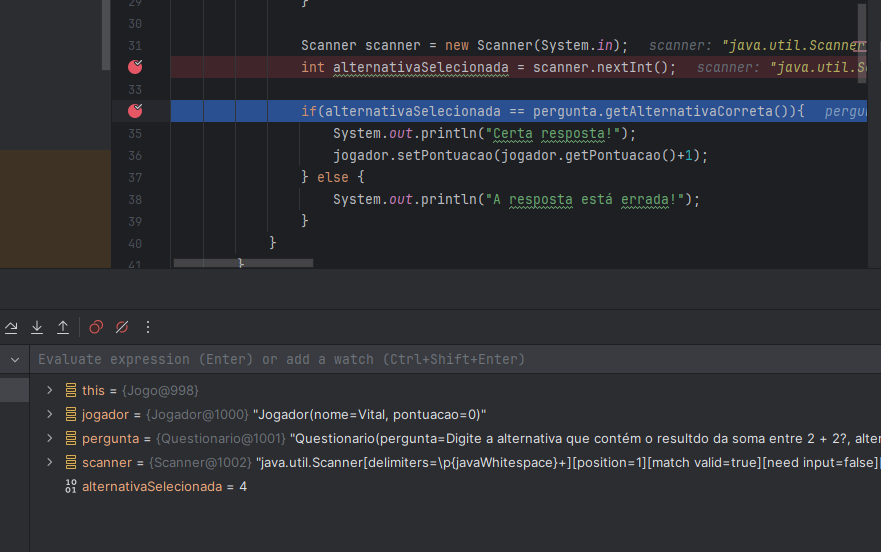 29 }
30
31 Scanner scanner = new Scanner(System.in); scanner: "java.util.Scanner
int alternativaSelecionada = scanner.nextInt(); scanner: "java.util.Sc
33
if(alternativaSelecionada == pergunta.getAlternativaCorreta()){ pergu
35 System.out.println("Certa resposta!");
36 jogador.setPontuacao(jogador.getPontuacao()+1);
37 } else {
38 System.out.println("A resposta está errada!");
39 }
40 }
41 }
Evaluate expression (Enter) or add a watch (Ctrl+Shift+Enter)
this = {Jogo@998}
jogador = {Jogador@1000} "Jogador(nome=Vital, pontuacao=0)"
pergunta = {Questionario@1001} "Questionario(pergunta=Digite a alternativa que contém o resultdo da soma entre 2 + 2?, alter
scanner = {Scanner@1002} "java.util.Scanner[delimiters=\p{javaWhitespace}+][position=1][match valid=true][need input=false][
10
01 alternativaSelecionada = 4